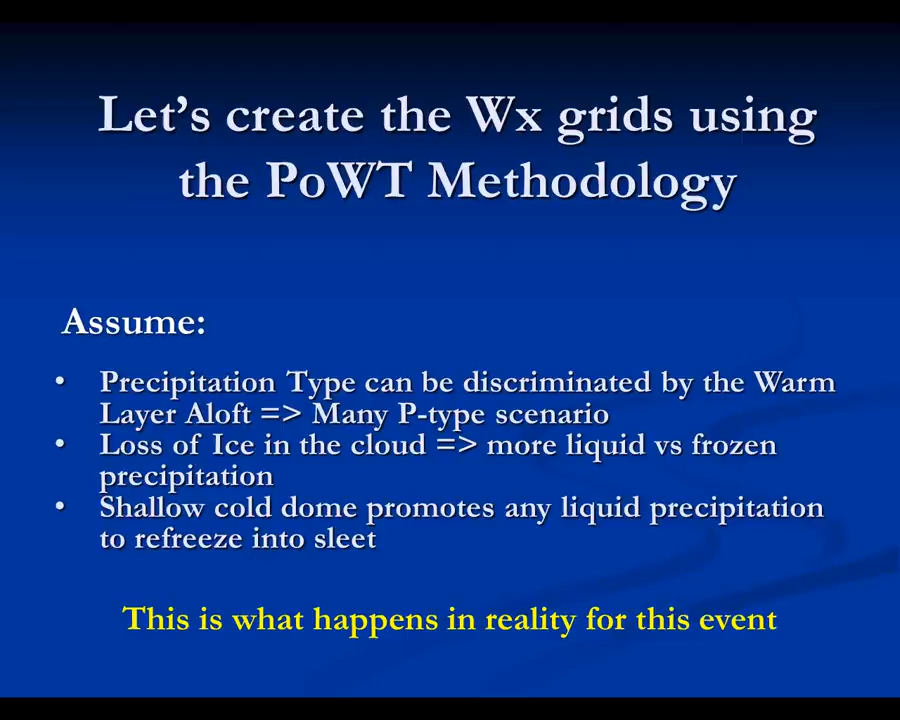 Let's create the Wx grids using
the PoWT Methodology
Assume:
• Precipitation Type can be discriminated by the Warm
Layer Aloft => Many P-type scenario
• Loss of Ice in the cloud => more liquid vs frozen
precipitation
• Shallow cold dome promotes any liquid precipitation
to refreeze into sleet
This is what happens in reality for this event